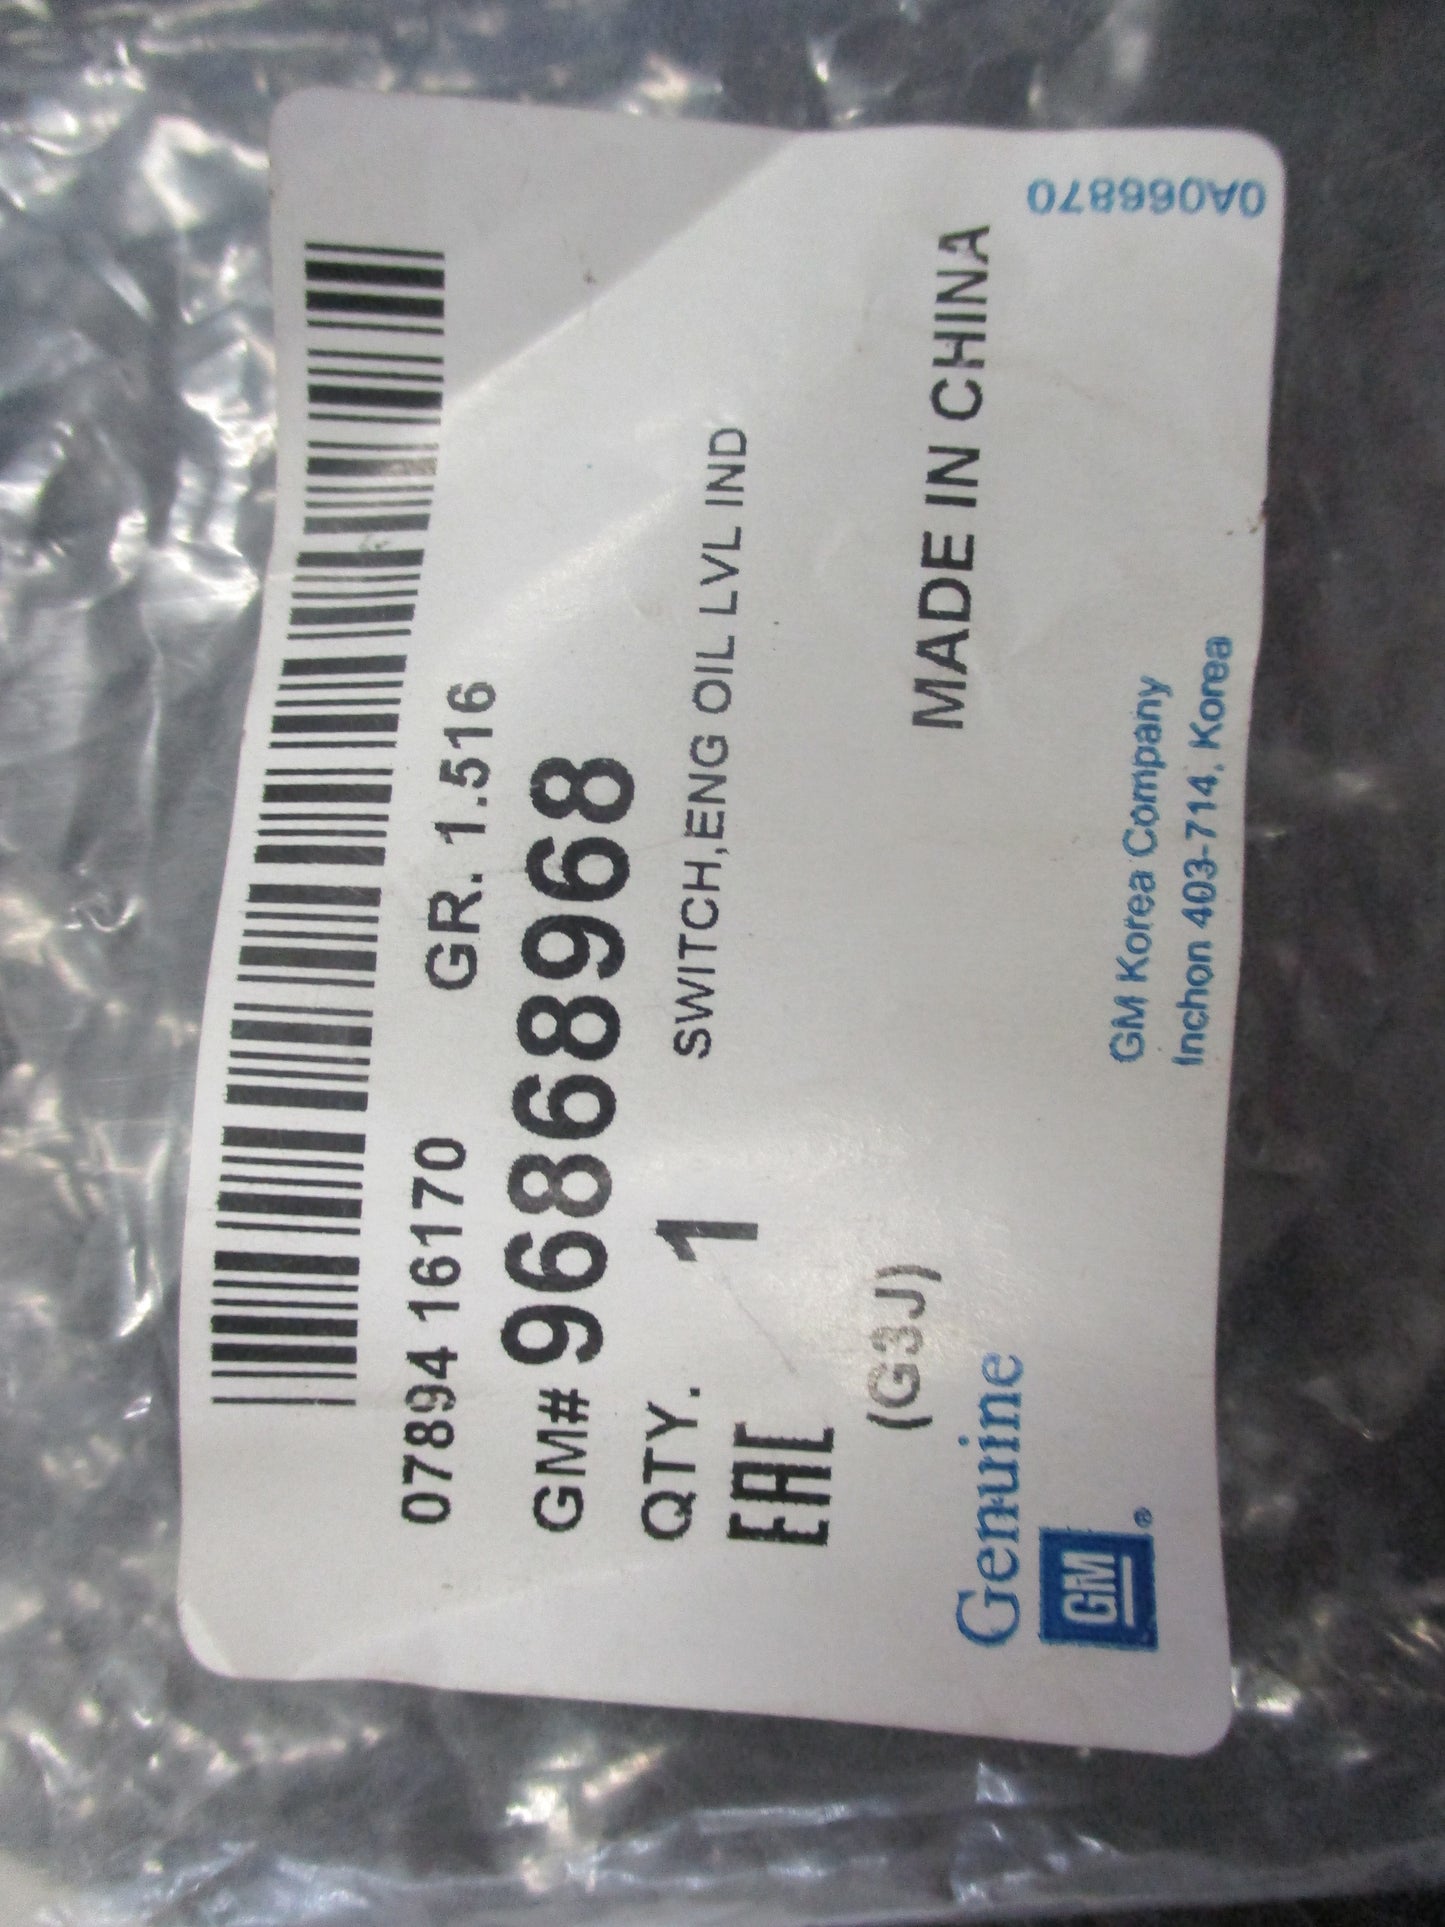 07894 16170 GR. 1.516
GM# 96868968
QTY. 1 SWITCH,ENG OIL LVL IND
EAC
(G3J)
MADE IN CHINA
Genuine
GM®
GM Korea Company
Inchon 403-714, Korea
0A066870